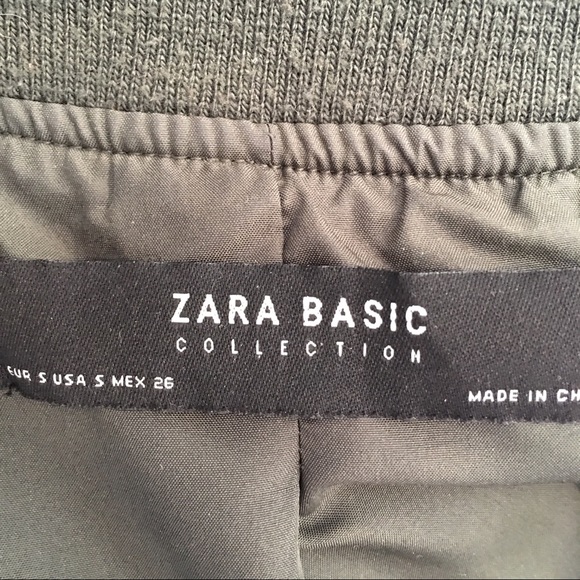 ZARA BASIC
COLLECTION
EUR S USA S MEX 26
MADE IN CH